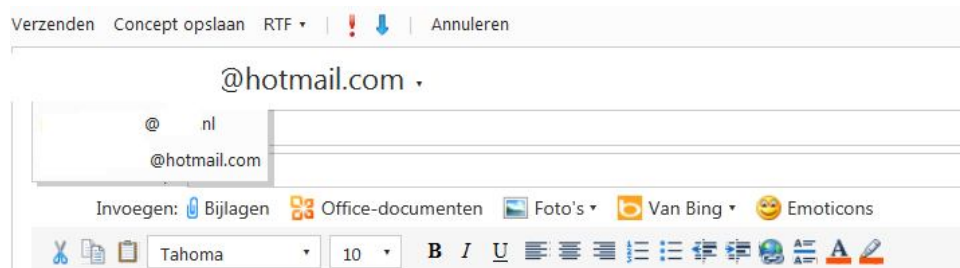 Verzenden Concept opslaan RTF Annuleren
@hotmail.com
@ nl
@hotmail.com
Invoegen: Bijlagen Office-documenten Foto's Van Bing Emoticons
Tahoma 10 B I U A